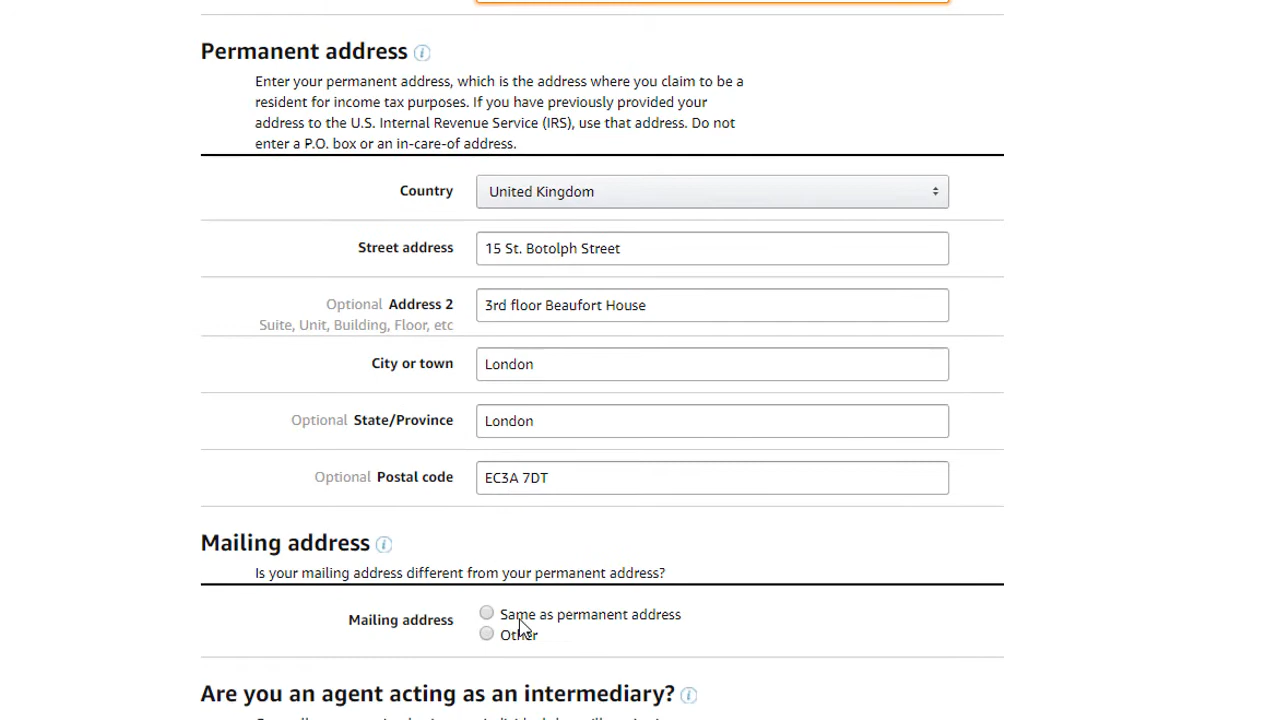 Permanent address
Enter your permanent address, which is the address where you claim to be a
resident for income tax purposes. If you have previously provided your
address to the U.S. Internal Revenue Service (IRS), use that address. Do not
enter a P.O. box or an in-care-of address.
Country United Kingdom
Street address 15 St. Botolph Street
Optional Address 2 3rd floor Beaufort House
Suite, Unit, Building, Floor, etc
City or town London
Optional State/Province London
Optional Postal code EC3A 7DT
Mailing address
Is your mailing address different from your permanent address?
Mailing address
Same as permanent address
Other
Are you an agent acting as an intermediary?